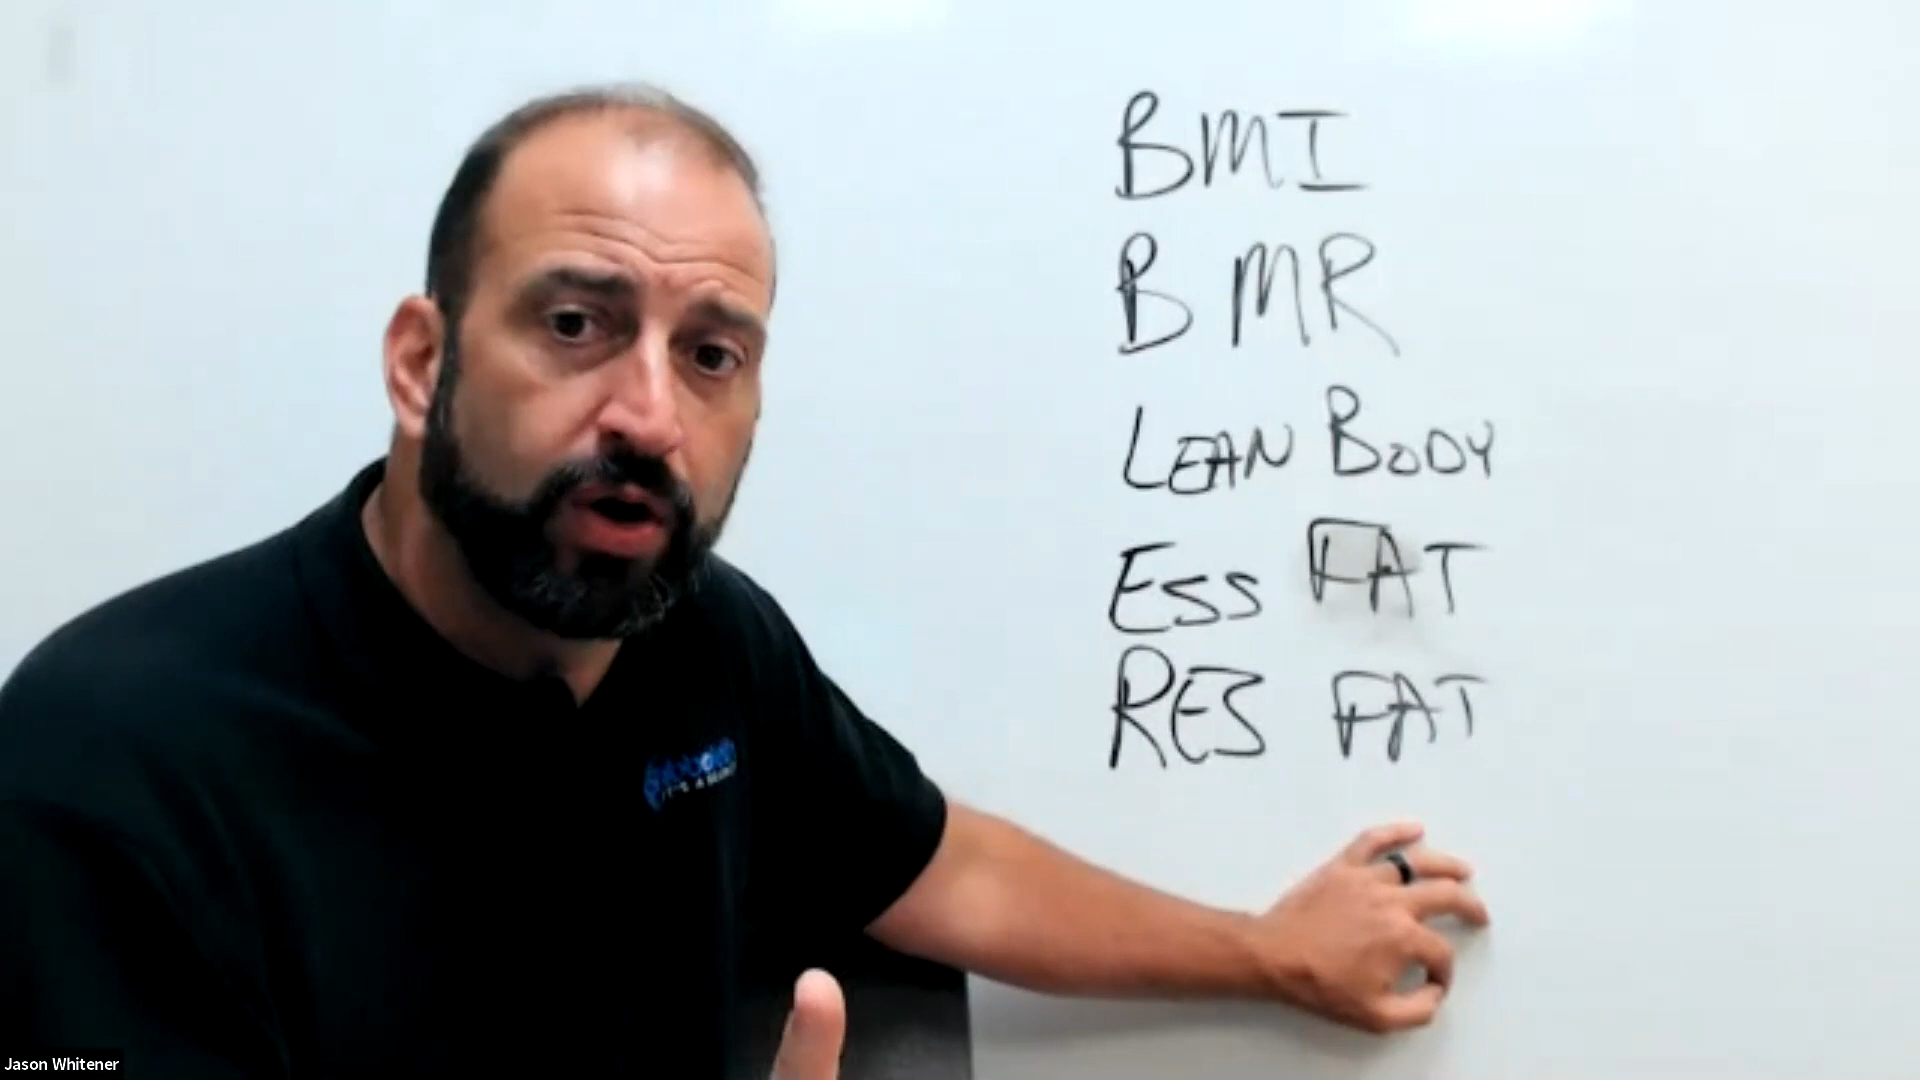 BMI
BMR
LEAN BODY
ESS FAT
RES FAT
Jason Whitener